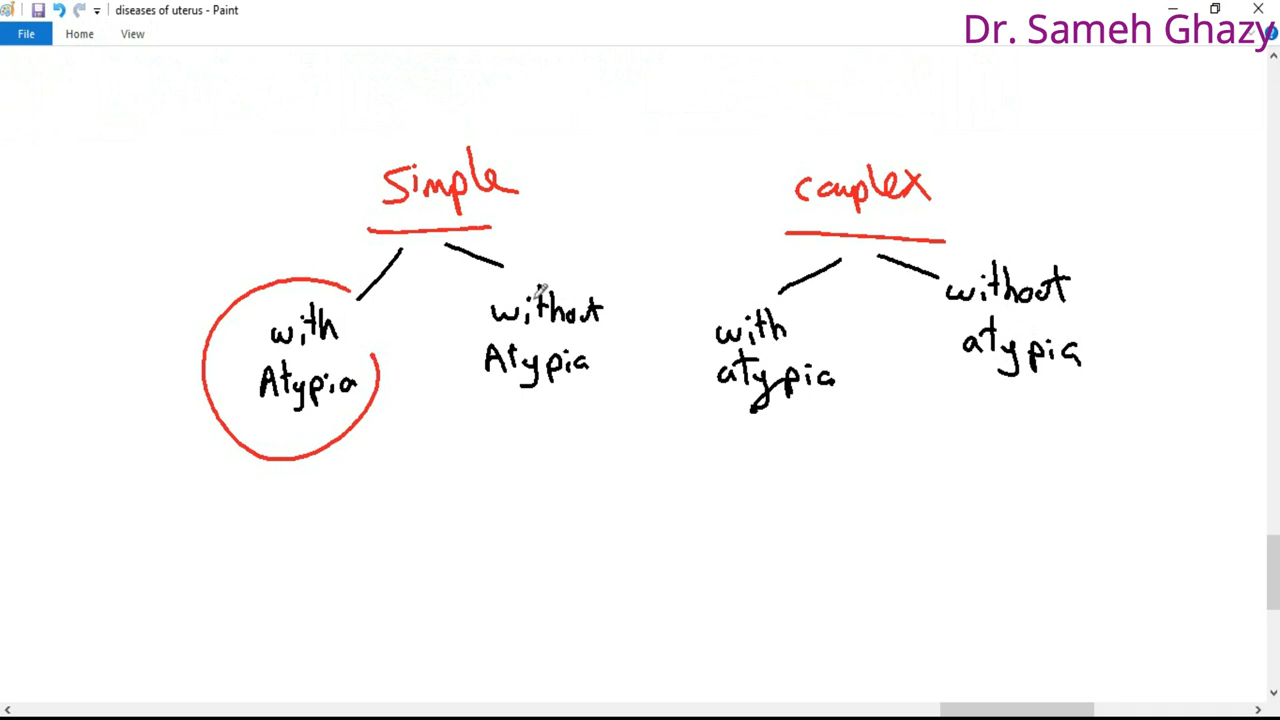 diseases of uterus - Paint
File Home View
Dr. Sameh Ghazy
Simple
complex
with
Atypia
without
Atypia
with
atypia
without
atypia